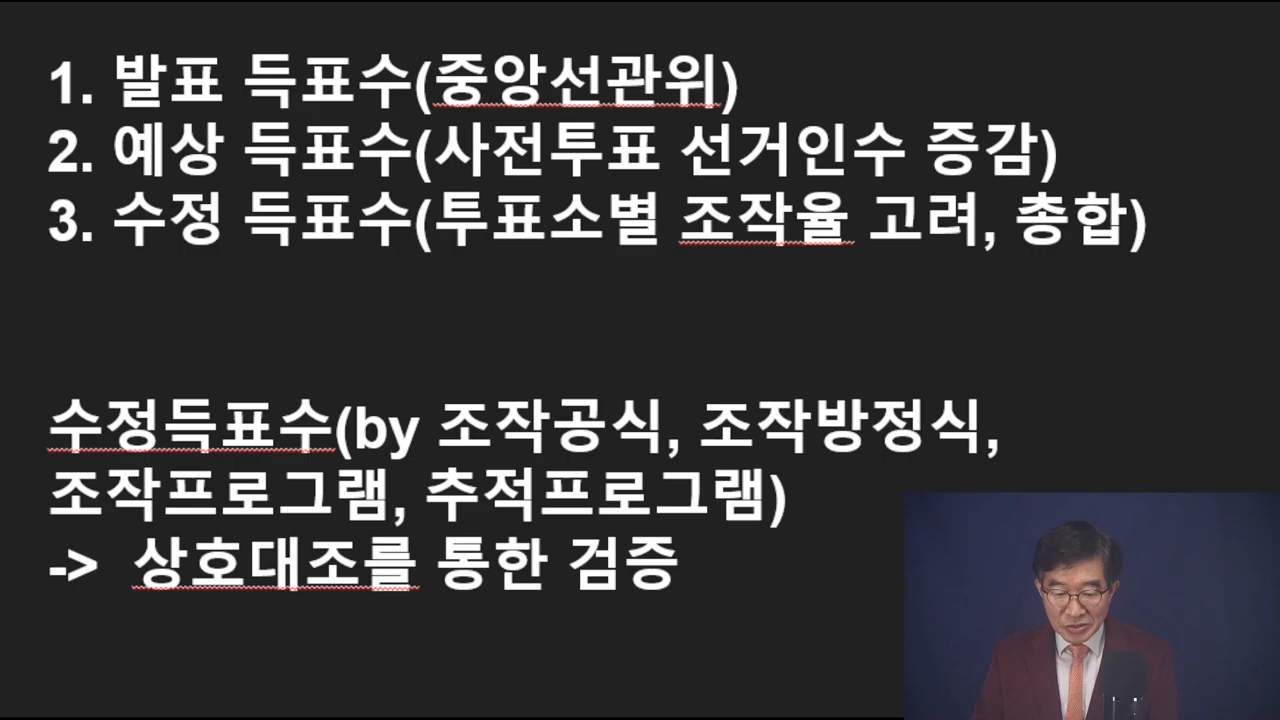 1. 발표 득표수(중앙선관위)
2. 예상 득표수(사전투표 선거인수 증감)
3. 수정 득표수(투표소별 조작율 고려, 총합)
수정득표수(by 조작공식, 조작방정식,
조작프로그램, 추적프로그램)
-> 상호대조를 통한 검증